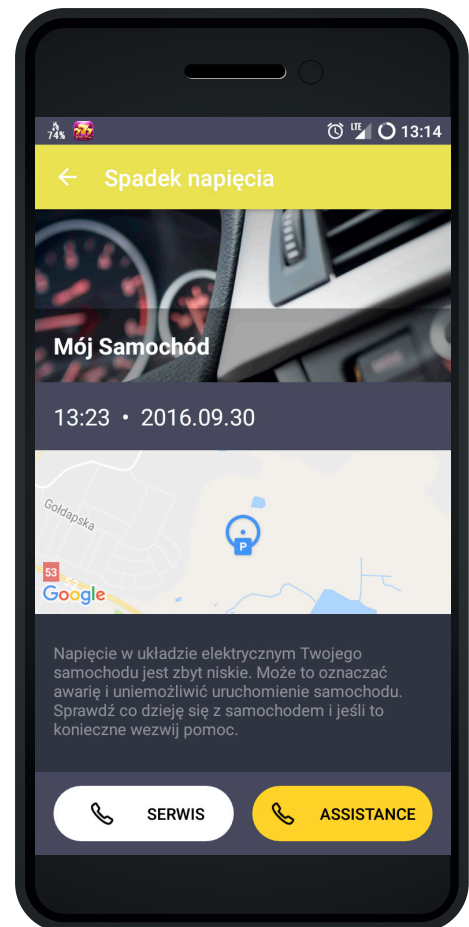 74%
13:14
Spadek napięcia
Mój Samochód
13:23 • 2016.09.30
Gołdapska
P
53
Google
Napięcie w układzie elektrycznym Twojego
samochodu jest zbyt niskie. Może to oznaczać
awarię i uniemożliwić uruchomienie samochodu.
Sprawdź co dzieję się z samochodem i jeśli to
konieczne wezwij pomoc.
SERWIS
ASSISTANCE